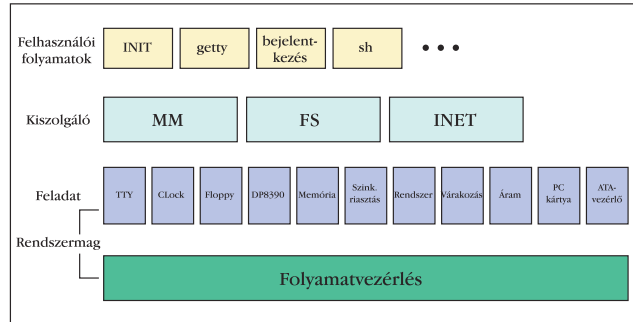 Felhasználói
folyamatok
INIT
getty
bejelent-
kezés
sh
• • •
Kiszolgáló
MM
FS
INET
Feladat
TTY
CLock
Floppy
DP8390
Memória
Szink.
riasztás
Rendszer
Várakozás
Áram
PC
kártya
ATA-
vezérlő
Rendszermag
Folyamatvezérlés